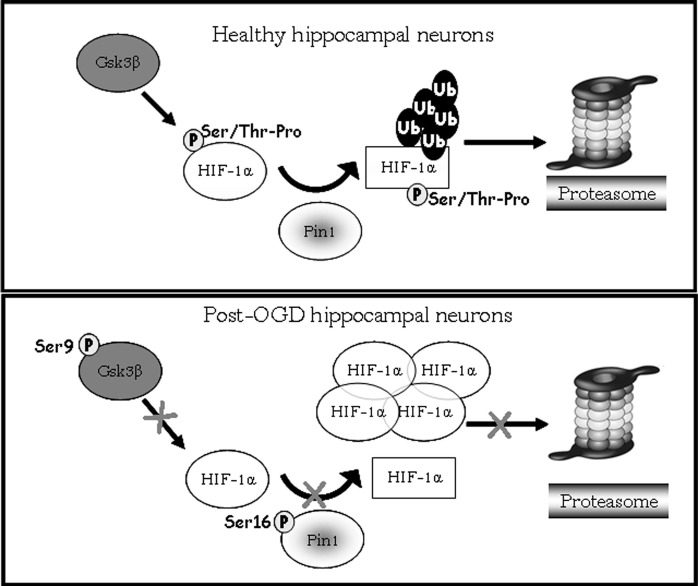 Healthy hippocampal neurons
Gsk3β
P Ser/Thr-Pro
HIF-1α
Pin1
Ub
Ub
Ub
Ub
Ub
HIF-1α
P Ser/Thr-Pro
Proteasome
Post-OGD hippocampal neurons
Ser9 P
Gsk3β
HIF-1α
Ser16 P
Pin1
HIF-1α HIF-1α
HIF-1α HIF-1α
HIF-1α
Proteasome